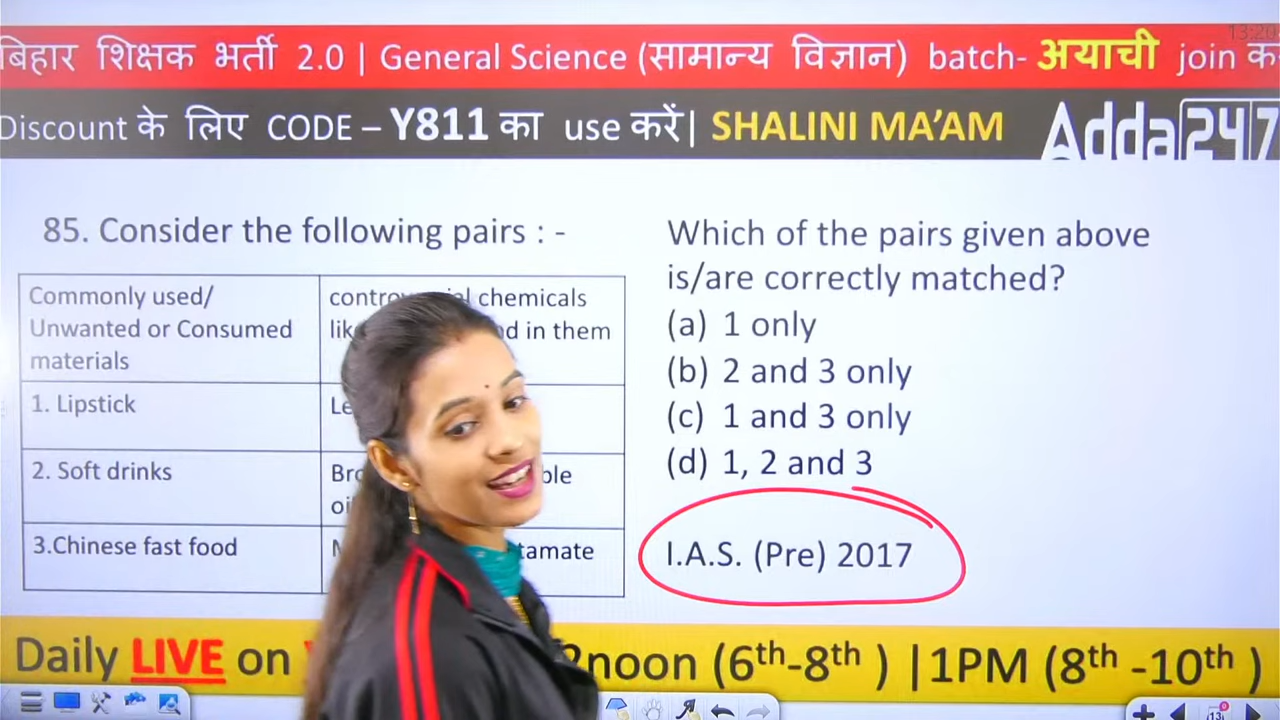 बिहार शिक्षक भर्ती 2.0 | General Science (सामान्य विज्ञान) batch- अयाची join
Discount के लिए CODE – Y811 का use करें| SHALINI MA’AM Adda247
85. Consider the following pairs : -
Commonly used/
Unwanted or Consumed
materials
chemicals
in them
1. Lipstick
2. Soft drinks
3.Chinese fast food
Which of the pairs given above
is/are correctly matched?
(a) 1 only
(b) 2 and 3 only
(c) 1 and 3 only
(d) 1, 2 and 3
I.A.S. (Pre) 2017
Daily LIVE on noon (6th-8th ) |1PM (8th -10th )